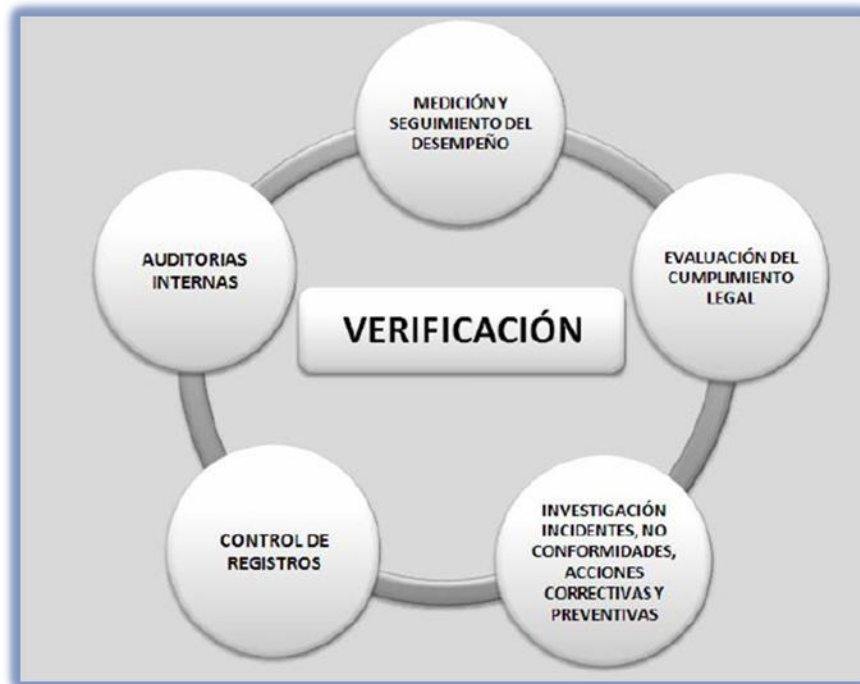 MEDICIÓN Y
SEGUIMIENTO DEL
DESEMPEÑO
EVALUACIÓN DEL
CUMPLIMIENTO
LEGAL
INVESTIGACIÓN
INCIDENTES, NO
CONFORMIDADES,
ACCIONES
CORRECTIVAS Y
PREVENTIVAS
CONTROL DE
REGISTROS
AUDITORIAS
INTERNAS
VERIFICACIÓN